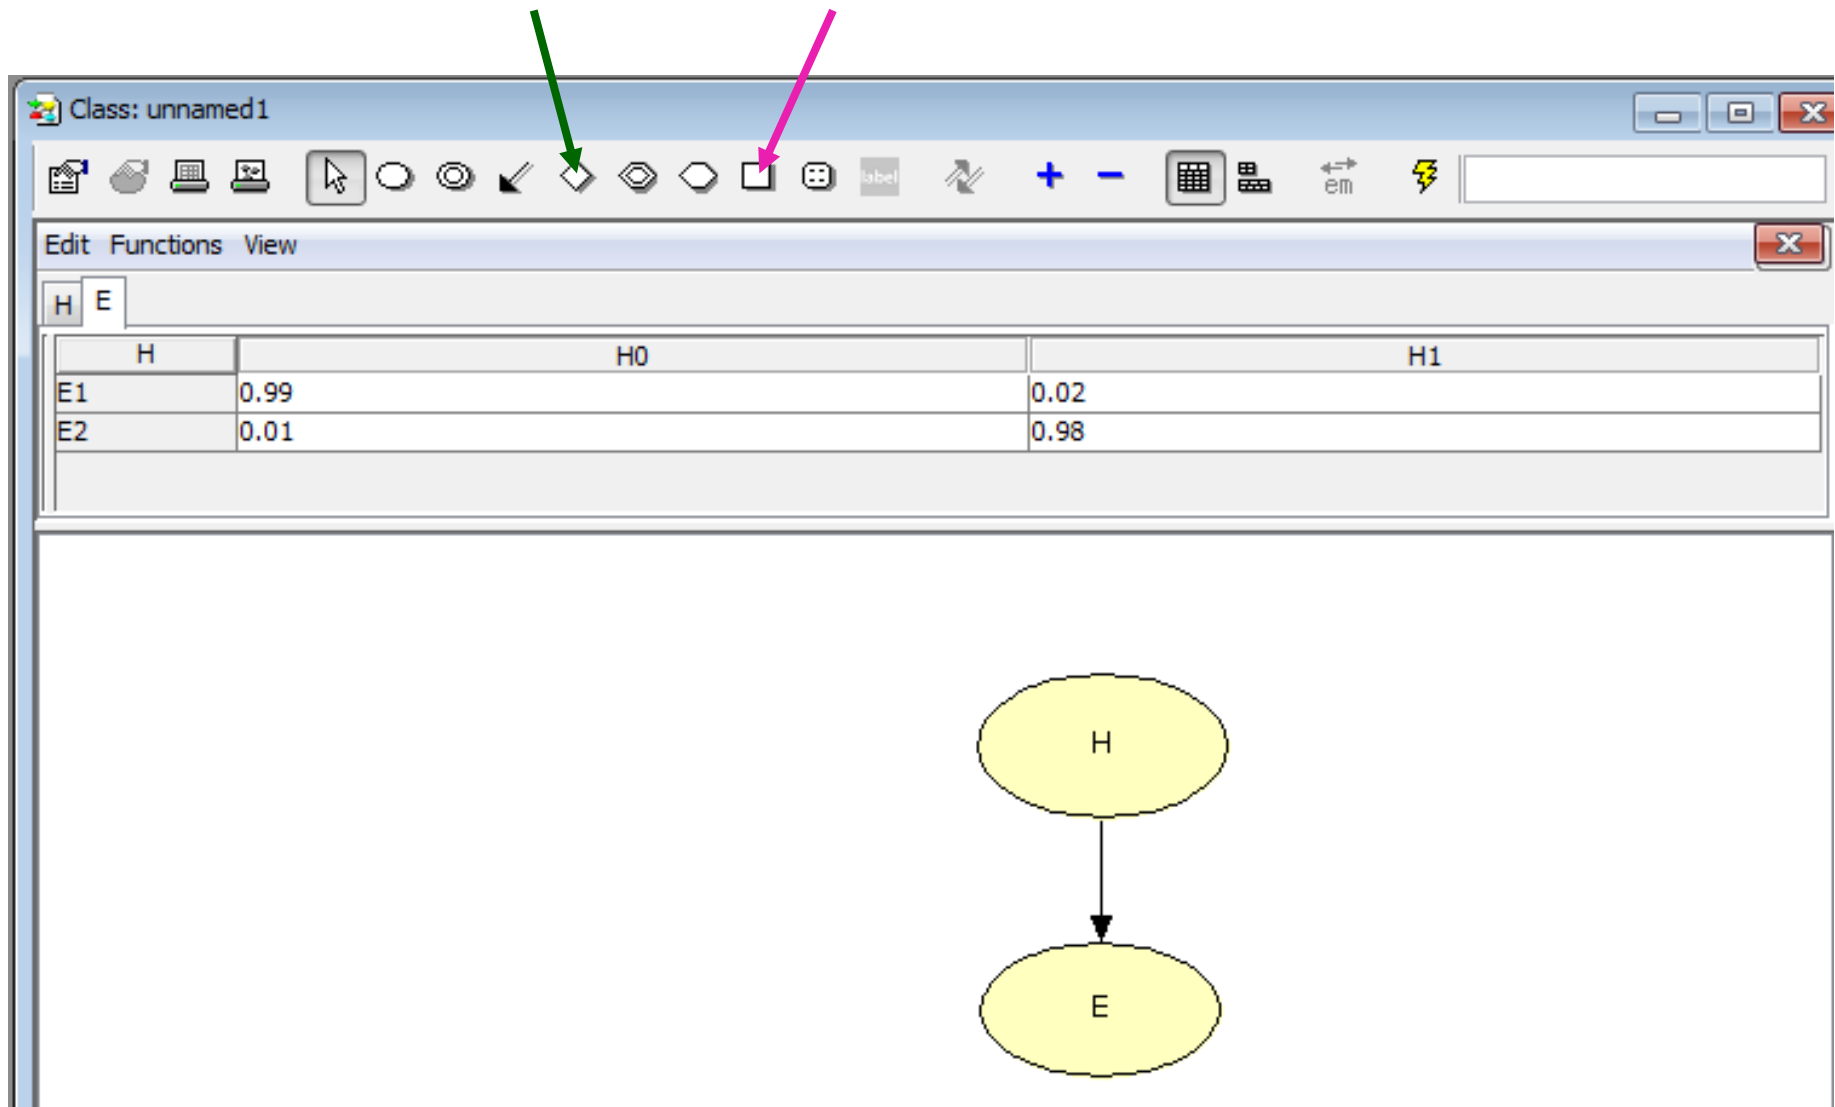 Class: unnamed1
label
em
Edit Functions View
H E
H H0 H1
E1 0.99 0.02
E2 0.01 0.98
H
E